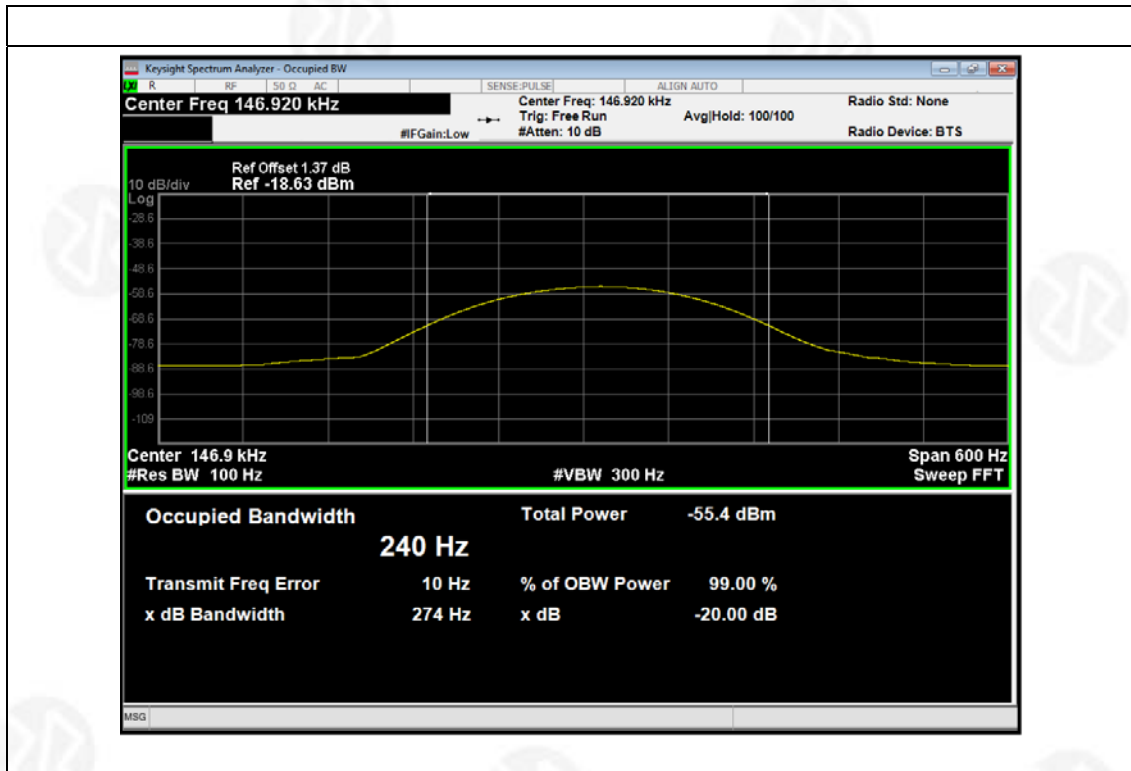 Keysight Spectrum Analyzer - Occupied BW
LXI R RF 50 Ω AC SENSE:PULSE ALIGN AUTO
Center Freq 146.920 kHz
#IFGain:Low
Center Freq: 146.920 kHz
Trig: Free Run Avg|Hold: 100/100
#Atten: 10 dB
Radio Std: None
Radio Device: BTS
Ref Offset 1.37 dB
10 dB/div Ref -18.63 dBm
Log
-28.6
-38.6
-48.6
-58.6
-68.6
-78.6
-88.6
-98.6
-109
Center 146.9 kHz Span 600 Hz
#Res BW 100 Hz #VBW 300 Hz Sweep FFT
Occupied Bandwidth Total Power -55.4 dBm
240 Hz
Transmit Freq Error 10 Hz % of OBW Power 99.00 %
x dB Bandwidth 274 Hz x dB -20.00 dB
MSG